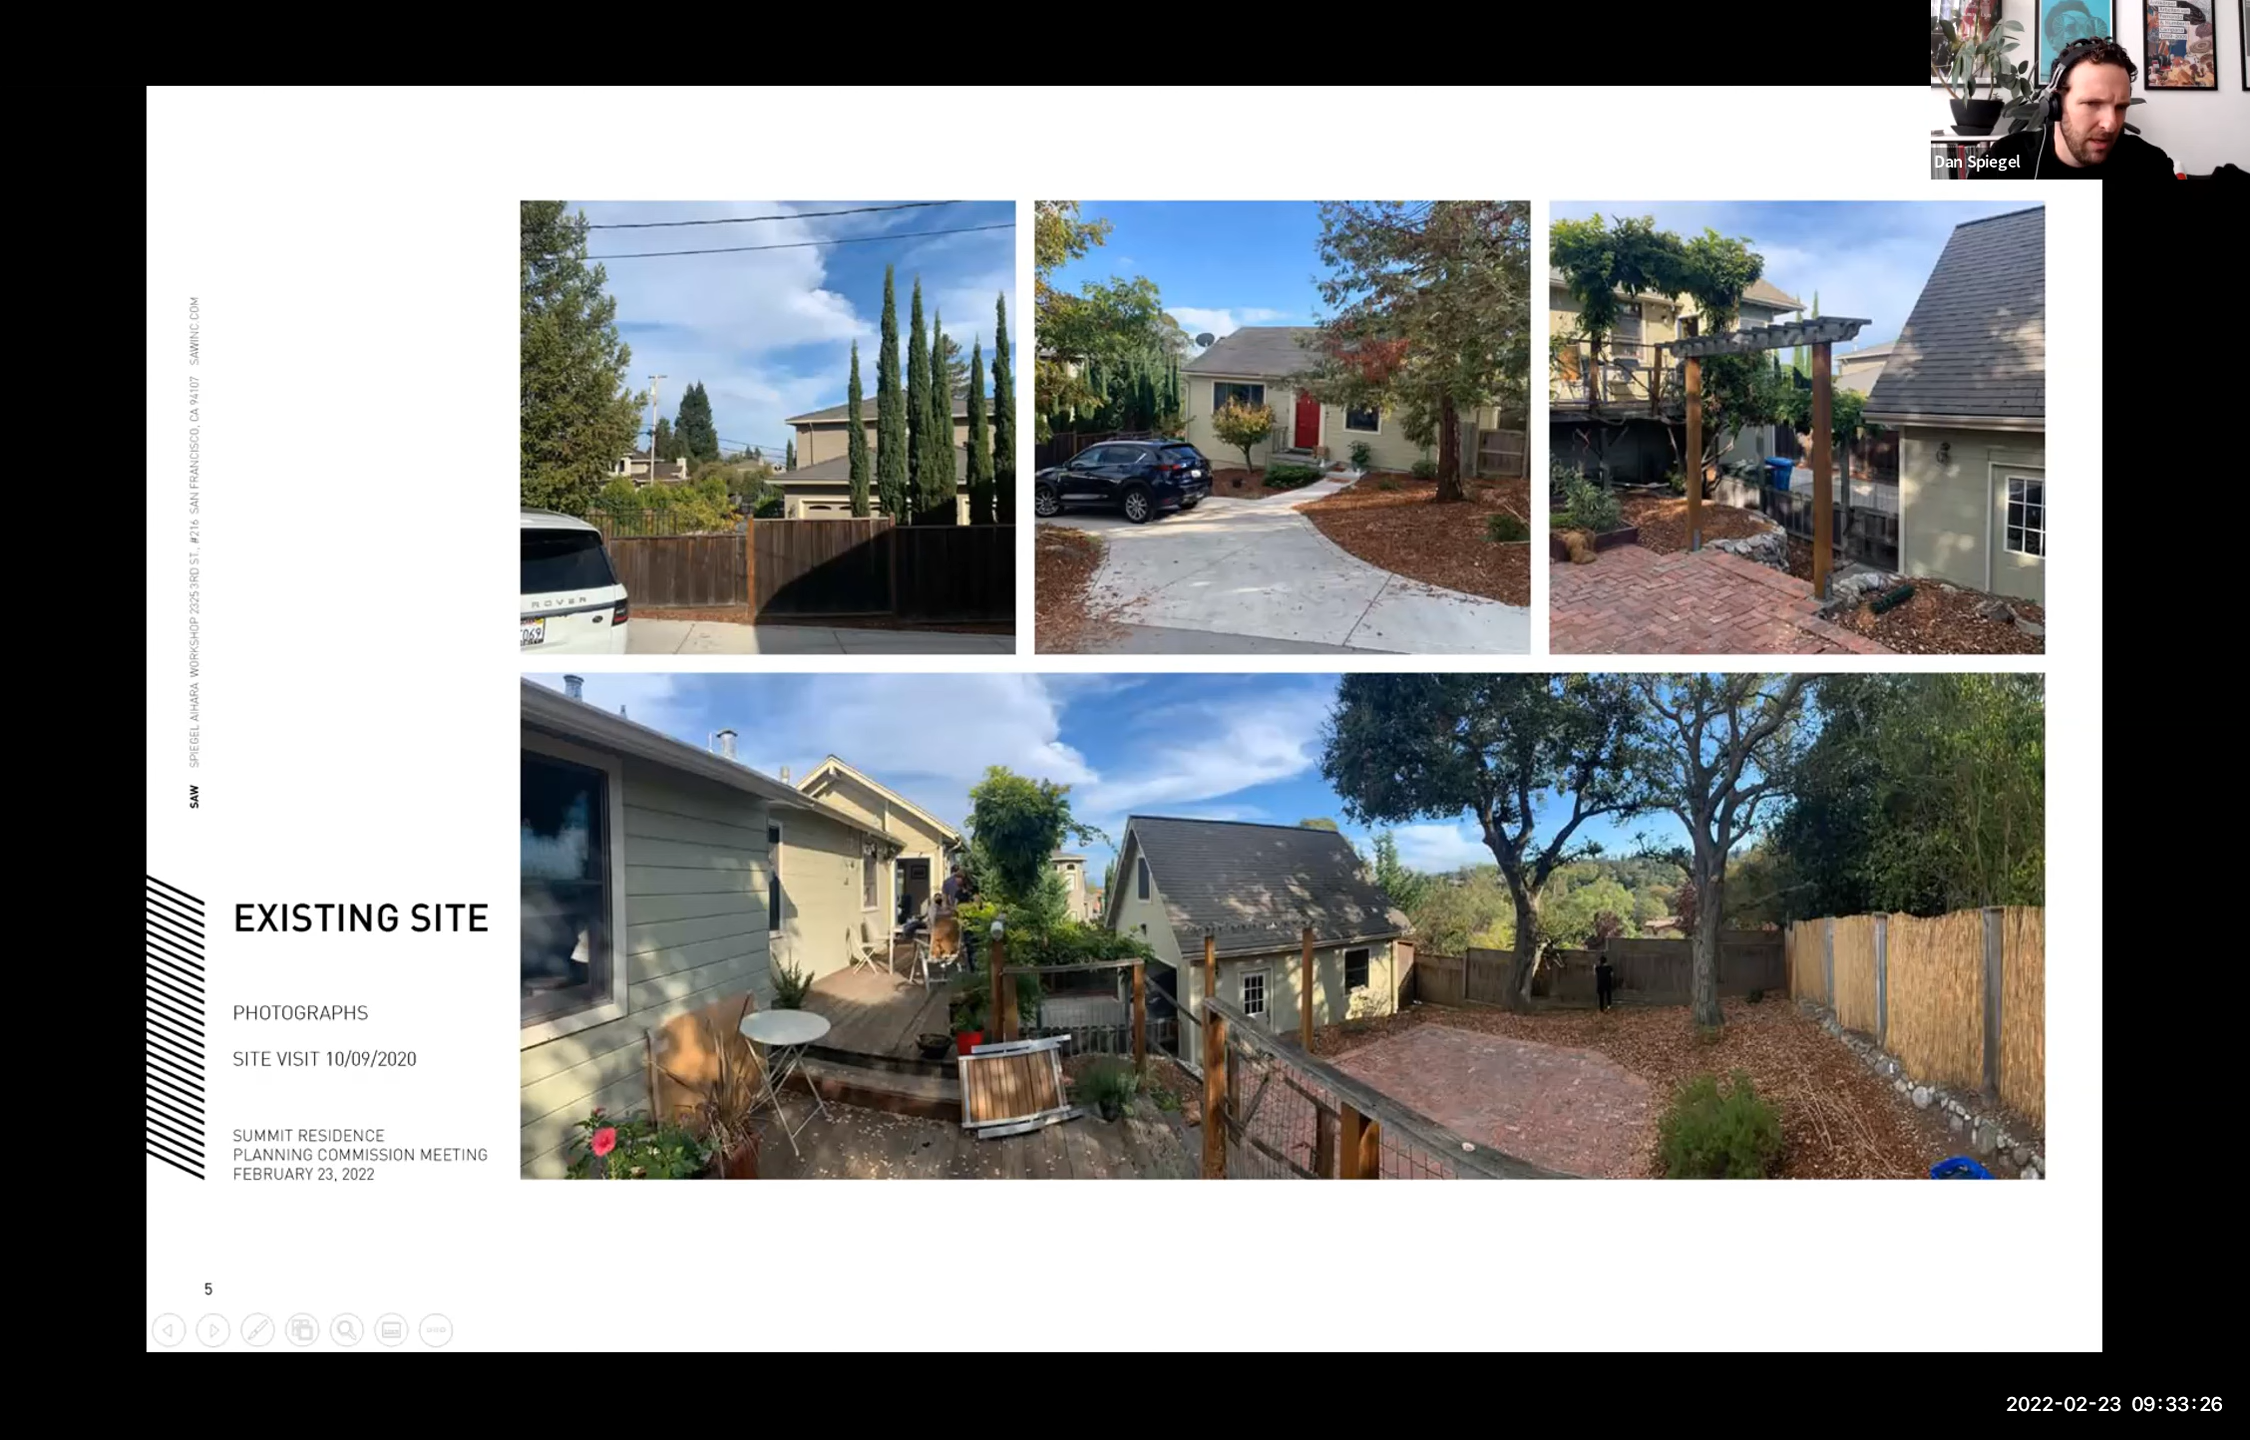 Dan Spiegel
SAW SPIEGEL AIHARA WORKSHOP 2325 3RD ST., #216 SAN FRANCISCO, CA 94107 SAWINC.COM
ROVER
EXISTING SITE
PHOTOGRAPHS
SITE VISIT 10/09/2020
SUMMIT RESIDENCE
PLANNING COMMISSION MEETING
FEBRUARY 23, 2022
5
2022-02-23 09:33:26